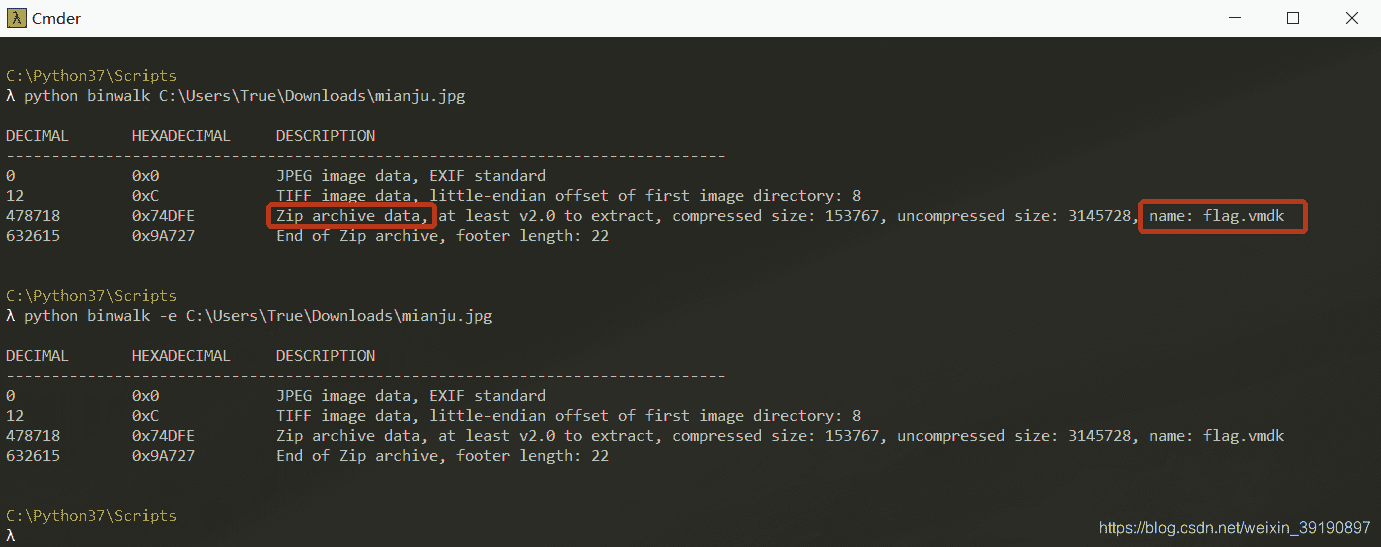 Cmder
C:\Python37\Scripts
λ python binwalk C:\Users\True\Downloads\mianju.jpg
DECIMAL HEXADECIMAL DESCRIPTION
--------------------------------------------------------------------------------
0 0x0 JPEG image data, EXIF standard
12 0xC TIFF image data, little-endian offset of first image directory: 8
478718 0x74DFE Zip archive data, at least v2.0 to extract, compressed size: 153767, uncompressed size: 3145728, name: flag.vmdk
632615 0x9A727 End of Zip archive, footer length: 22
C:\Python37\Scripts
λ python binwalk -e C:\Users\True\Downloads\mianju.jpg
DECIMAL HEXADECIMAL DESCRIPTION
--------------------------------------------------------------------------------
0 0x0 JPEG image data, EXIF standard
12 0xC TIFF image data, little-endian offset of first image directory: 8
478718 0x74DFE Zip archive data, at least v2.0 to extract, compressed size: 153767, uncompressed size: 3145728, name: flag.vmdk
632615 0x9A727 End of Zip archive, footer length: 22
C:\Python37\Scripts
λ
https://blog.csdn.net/weixin_39190897